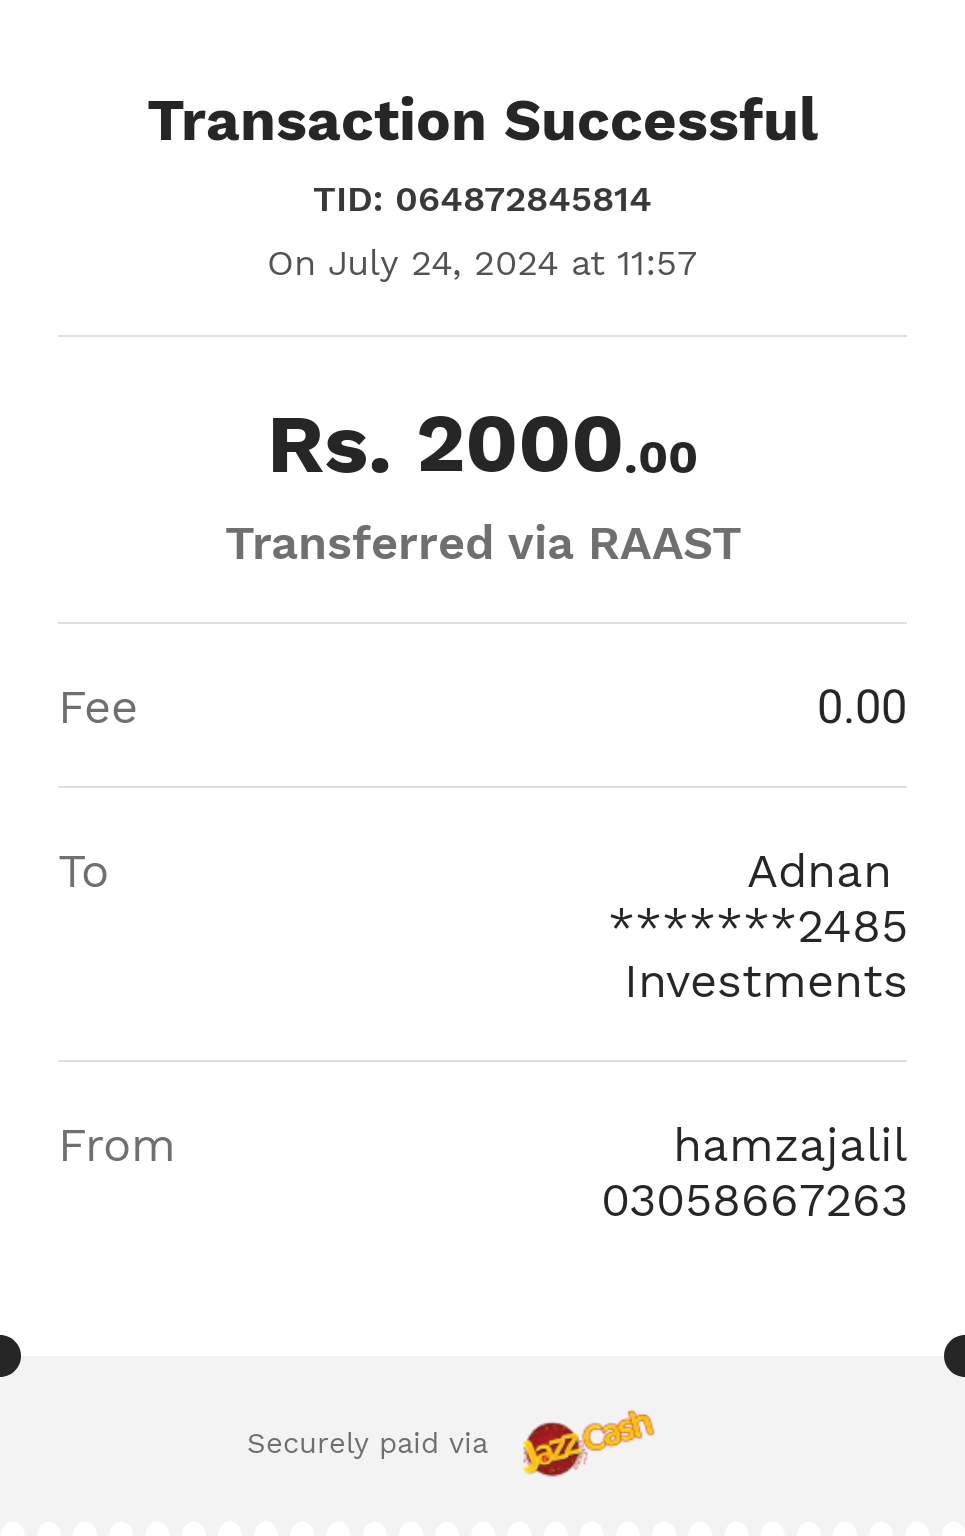 Transaction Successful
TID: 064872845814
On July 24, 2024 at 11:57
Rs. 2000.00
Transferred via RAAST
Fee 0.00
To Adnan
*******2485
Investments
From hamzajalil
03058667263
Securely paid via JazzCash